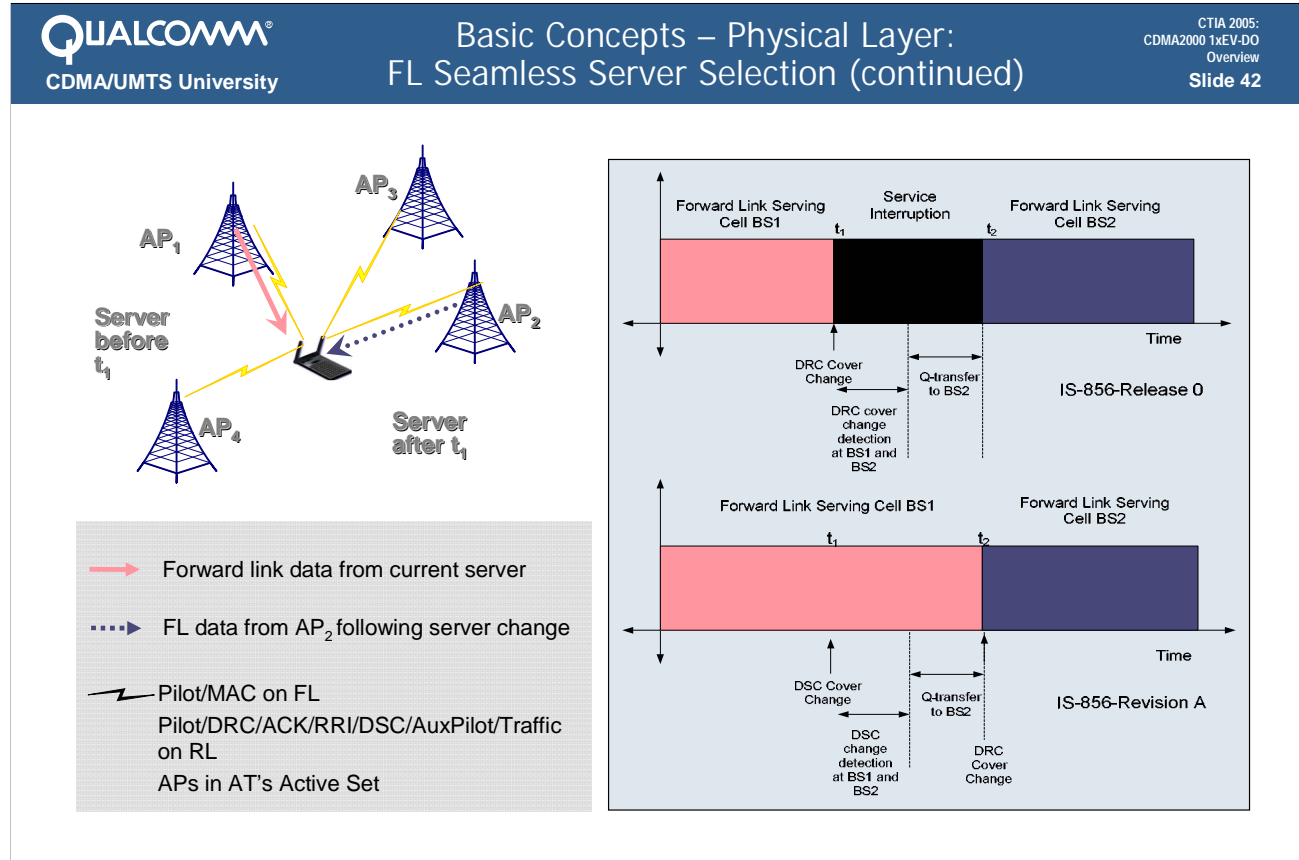 QUALCOMM®
CDMA/UMTS University
Basic Concepts – Physical Layer:
FL Seamless Server Selection (continued)
CTIA 2005:
CDMA2000 1xEV-DO
Overview
Slide 42
AP3
AP1
AP2
Server
before
t1
AP4
Server
after t1
Forward link data from current server
FL data from AP2 following server change
Pilot/MAC on FL
Pilot/DRC/ACK/RRI/DSC/AuxPilot/Traffic
on RL
APs in AT's Active Set
Forward Link Serving
Cell BS1
Service
Interruption
Forward Link Serving
Cell BS2
t1
t2
Time
DRC Cover
Change
Q-transfer
to BS2
IS-856-Release 0
DRC cover
change
detection
at BS1 and
BS2
Forward Link Serving Cell BS1
Forward Link Serving
Cell BS2
t1
t2
Time
DSC Cover
Change
Q-transfer
to BS2
IS-856-Revision A
DSC
change
detection
at BS1 and
BS2
DRC
Cover
Change